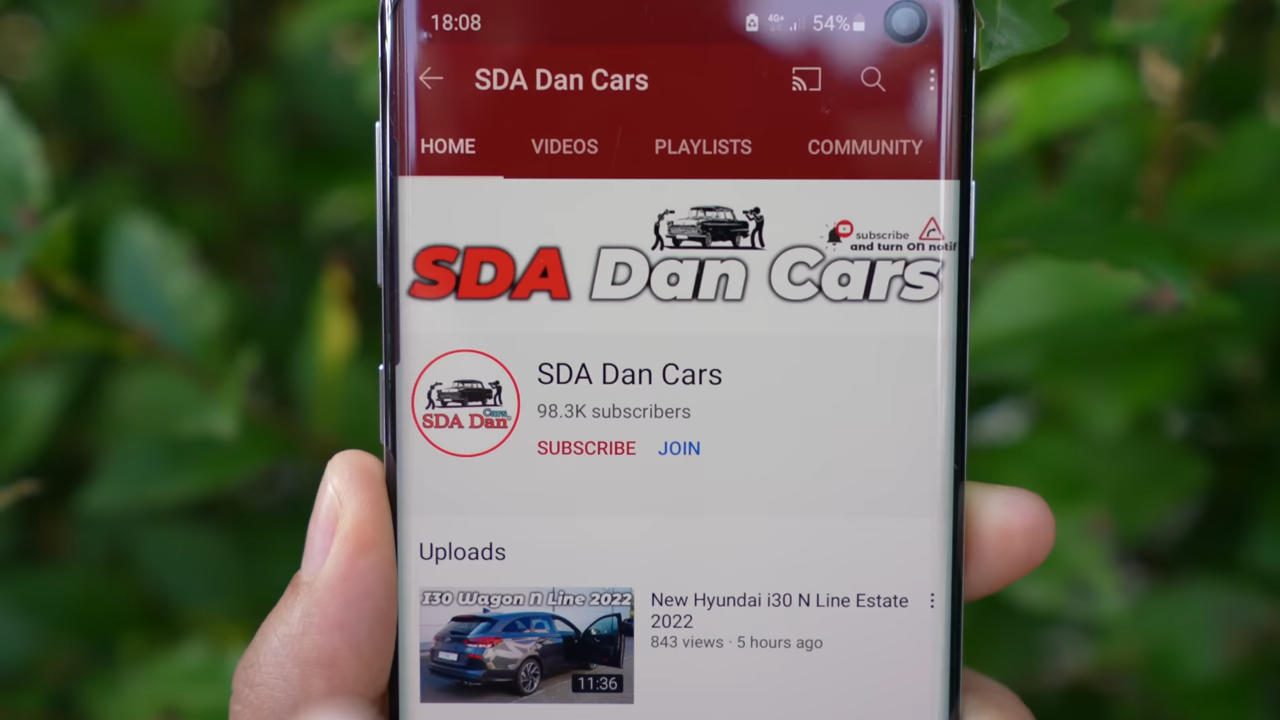 18:08
4G+ 54%
SDA Dan Cars
HOME VIDEOS PLAYLISTS COMMUNITY
subscribe
and turn on notif
SDA Dan Cars
Cars
SDA Dan
SDA Dan Cars
98.3K subscribers
SUBSCRIBE JOIN
Uploads
I30 Wagon N Line 2022
11:36
New Hyundai i30 N Line Estate
2022
843 views · 5 hours ago